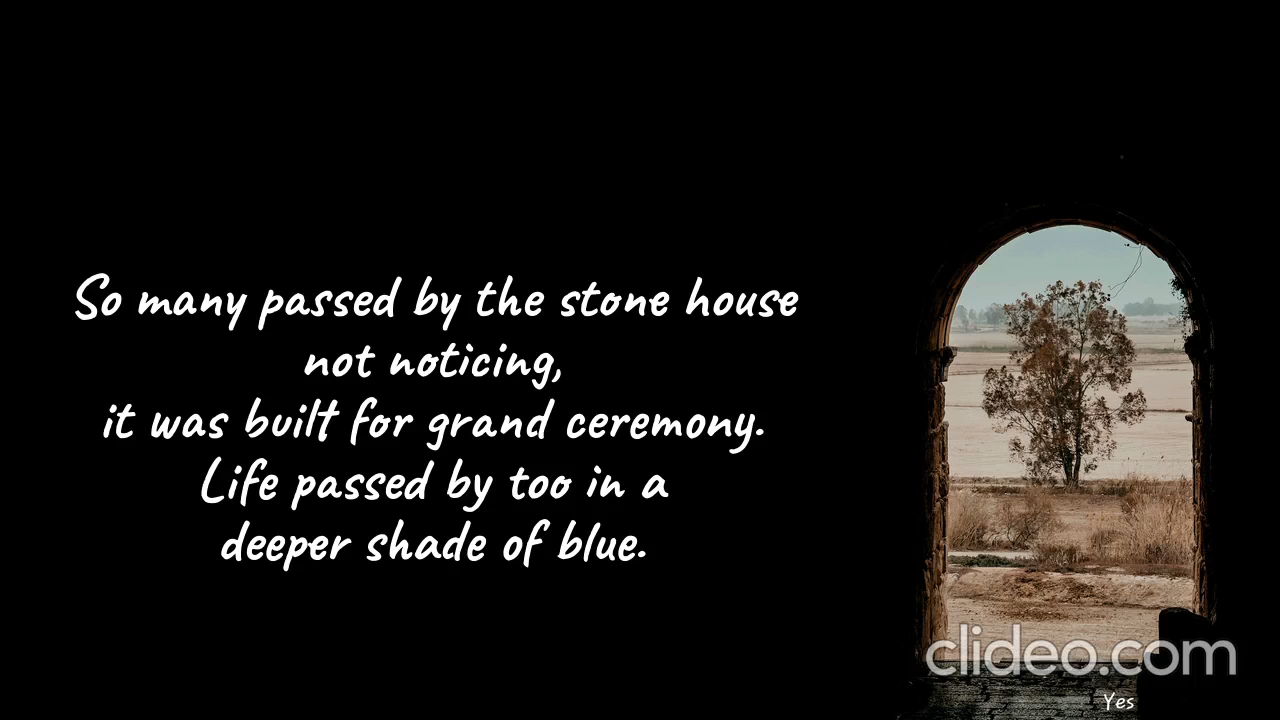 So many passed by the stone house
not noticing,
it was built for grand ceremony.
Life passed by too in a
deeper shade of blue.
clideo.com
Yes